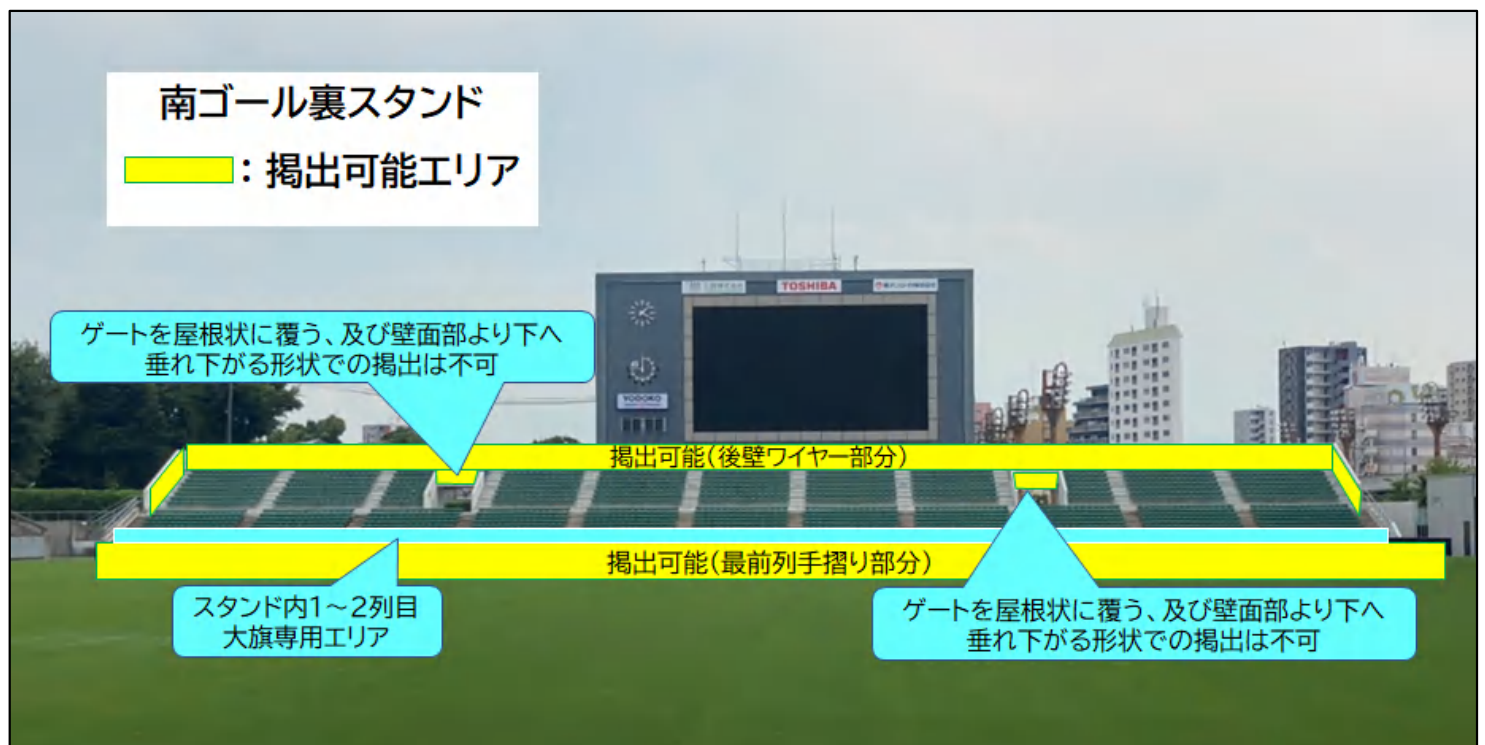 南ゴール裏スタンド
：掲出可能エリア
TOSHIBA
ゲートを屋根状に覆う、及び壁面部より下へ
垂れ下がる形状での掲出は不可
YODOKO
掲出可能（後壁ワイヤー部分）
掲出可能（最前列手摺り部分）
スタンド内1～2列目
大旗専用エリア
ゲートを屋根状に覆う、及び壁面部より下へ
垂れ下がる形状での掲出は不可